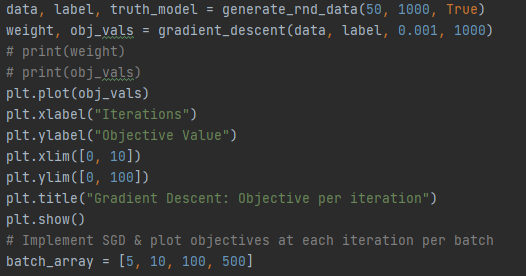 data, label, truth_model = generate_rnd_data(50, 1000, True)
weight, obj_vals = gradient_descent(data, label, 0.001, 1000)
# print(weight)
# print(obj_vals)
plt.plot(obj_vals)
plt.xlabel("Iterations")
plt.ylabel("Objective Value")
plt.xlim([0, 10])
plt.ylim([0, 100])
plt.title("Gradient Descent: Objective per iteration")
plt.show()
# Implement SGD & plot objectives at each iteration per batch
batch_array = [5, 10, 100, 500]